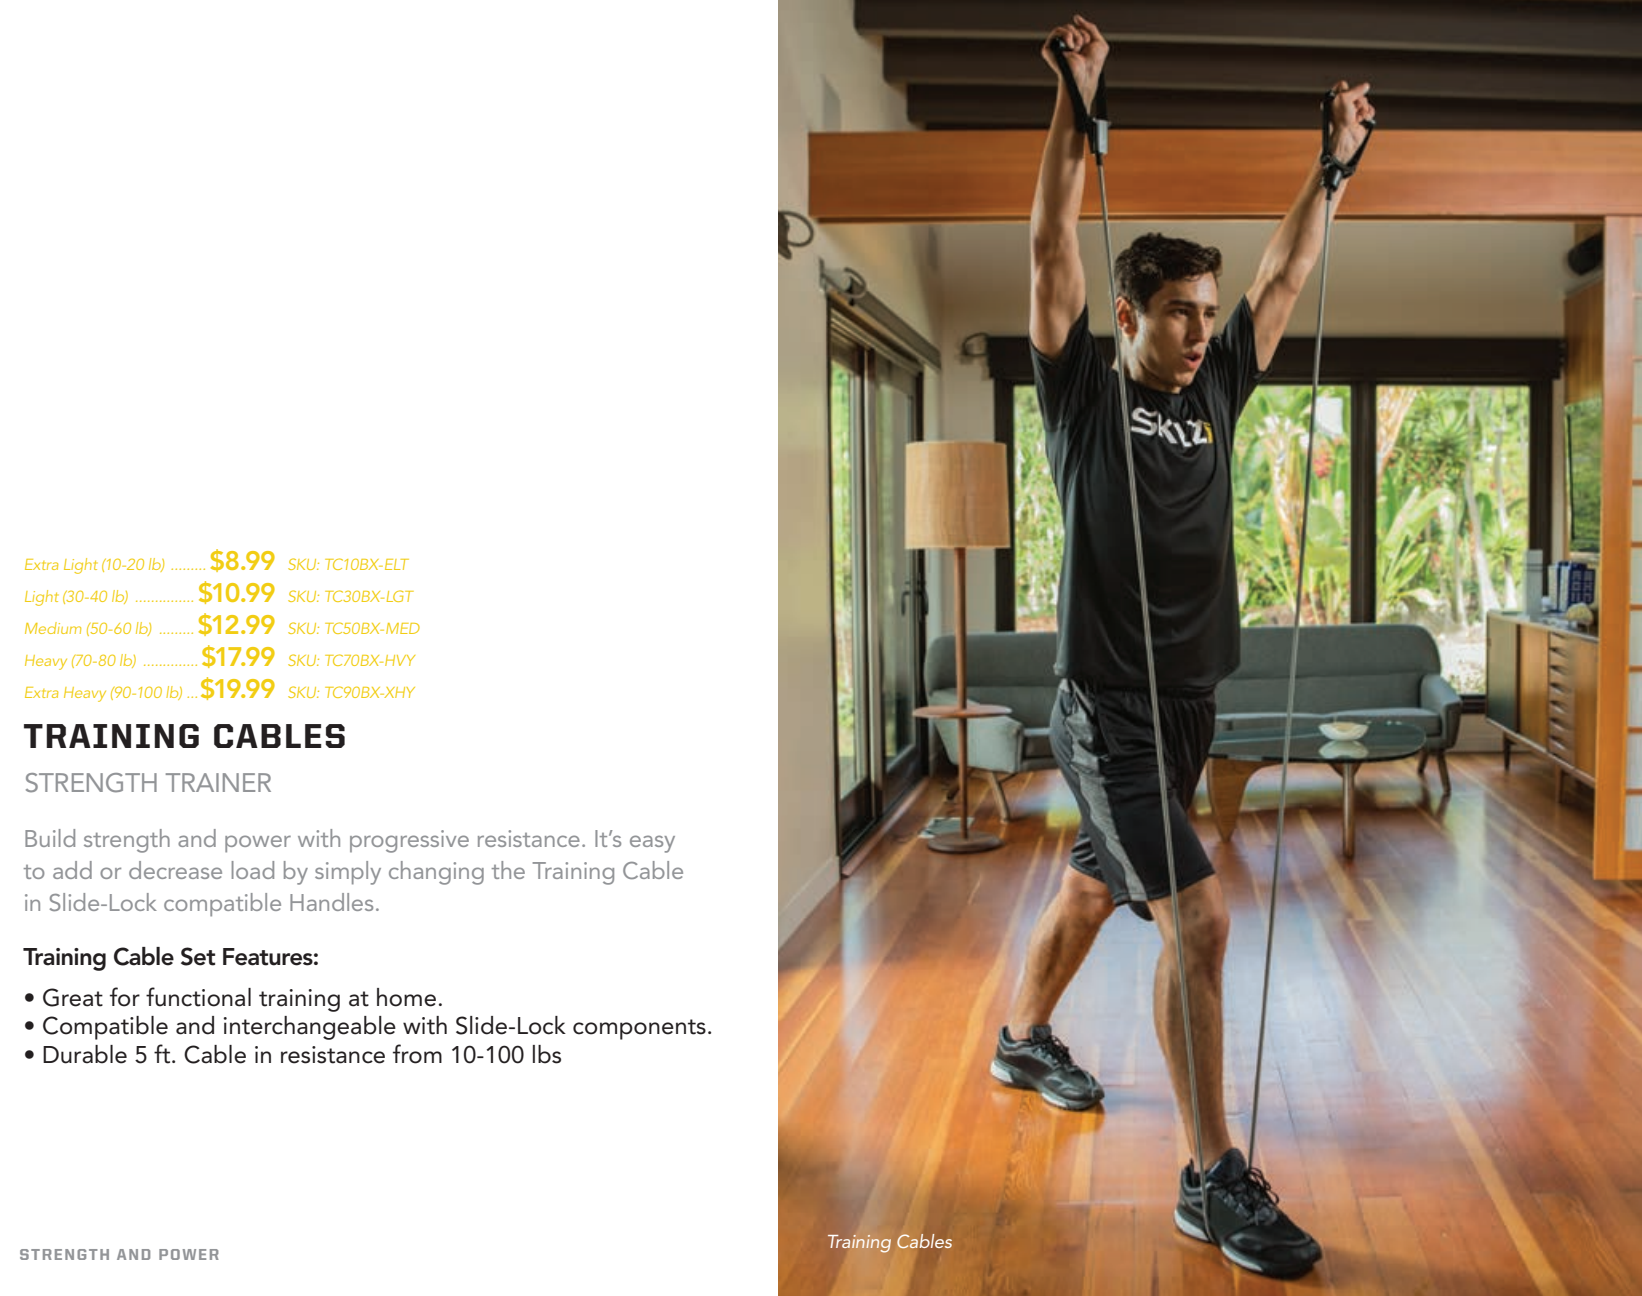 Extra Light (10-20 lb) ......... $8.99 SKU: TC10BX-ELT
Light (30-40 lb) ............... $10.99 SKU: TC30BX-LGT
Medium (50-60 lb) ......... $12.99 SKU: TC50BX-MED
Heavy (70-80 lb) .............. $17.99 SKU: TC70BX-HVY
Extra Heavy (90-100 lb) ... $19.99 SKU: TC90BX-XHY
TRAINING CABLES
STRENGTH TRAINER
Build strength and power with progressive resistance. It’s easy
to add or decrease load by simply changing the Training Cable
in Slide-Lock compatible Handles.
Training Cable Set Features:
• Great for functional training at home.
• Compatible and interchangeable with Slide-Lock components.
• Durable 5 ft. Cable in resistance from 10-100 lbs
STRENGTH AND POWER
SKLZ
Training Cables